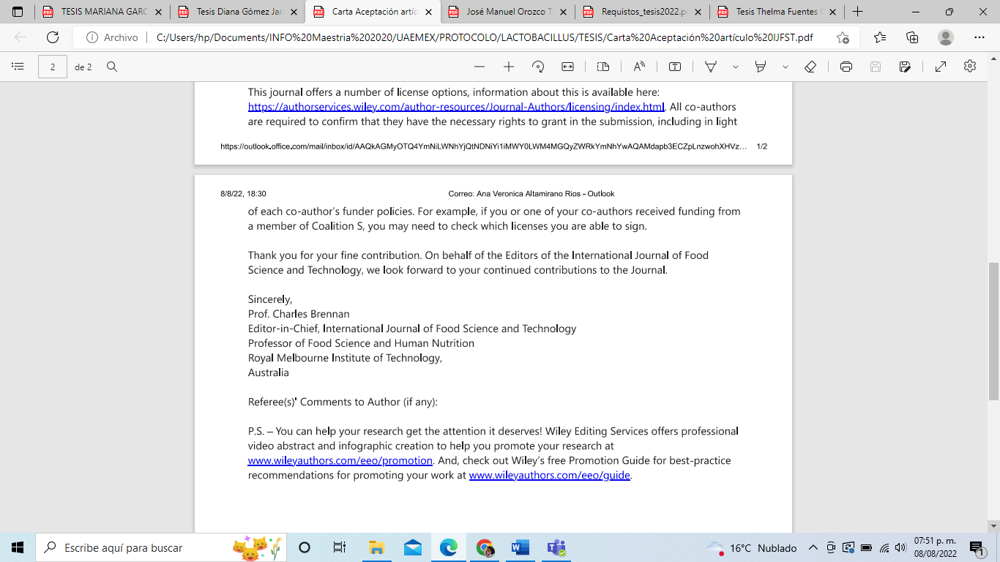 TESIS MARIANA GARC
Tesis Diana Gómez Jar
Carta Aceptación artíc
José Manuel Orozco T
Requistos_tesis2022.p
Tesis Thelma Fuentes
Archivo
C:/Users/hp/Documents/INFO%20Maestria%202020/UAEMEX/PROTOCOLO/LACTOBACILLUS/TESIS/Carta%20Aceptación%20artículo%20IJFST.pdf
2 de 2
This journal offers a number of license options, information about this is available here:
https://authorservices.wiley.com/author-resources/Journal-Authors/licensing/index.html. All co-authors
are required to confirm that they have the necessary rights to grant in the submission, including in light
https://outlook.office.com/mail/inbox/id/AAQkAGMyOTQ4YmNiLWNhYjQtNDNiYi1iMWY0LWM4MGQyZWRkYmNhYwAQAMdapb3ECZpLnzwohXHVz… 1/2
8/8/22, 18:30 Correo: Ana Veronica Altamirano Rios - Outlook
of each co-author's funder policies. For example, if you or one of your co-authors received funding from
a member of Coalition S, you may need to check which licenses you are able to sign.
Thank you for your fine contribution. On behalf of the Editors of the International Journal of Food
Science and Technology, we look forward to your continued contributions to the Journal.
Sincerely,
Prof. Charles Brennan
Editor-in-Chief, International Journal of Food Science and Technology
Professor of Food Science and Human Nutrition
Royal Melbourne Institute of Technology,
Australia
Referee(s)' Comments to Author (if any):
P.S. – You can help your research get the attention it deserves! Wiley Editing Services offers professional
video abstract and infographic creation to help you promote your research at
www.wileyauthors.com/eeo/promotion. And, check out Wiley's free Promotion Guide for best-practice
recommendations for promoting your work at www.wileyauthors.com/eeo/guide.
Escribe aquí para buscar
16°C Nublado
07:51 p. m.
08/08/2022
1